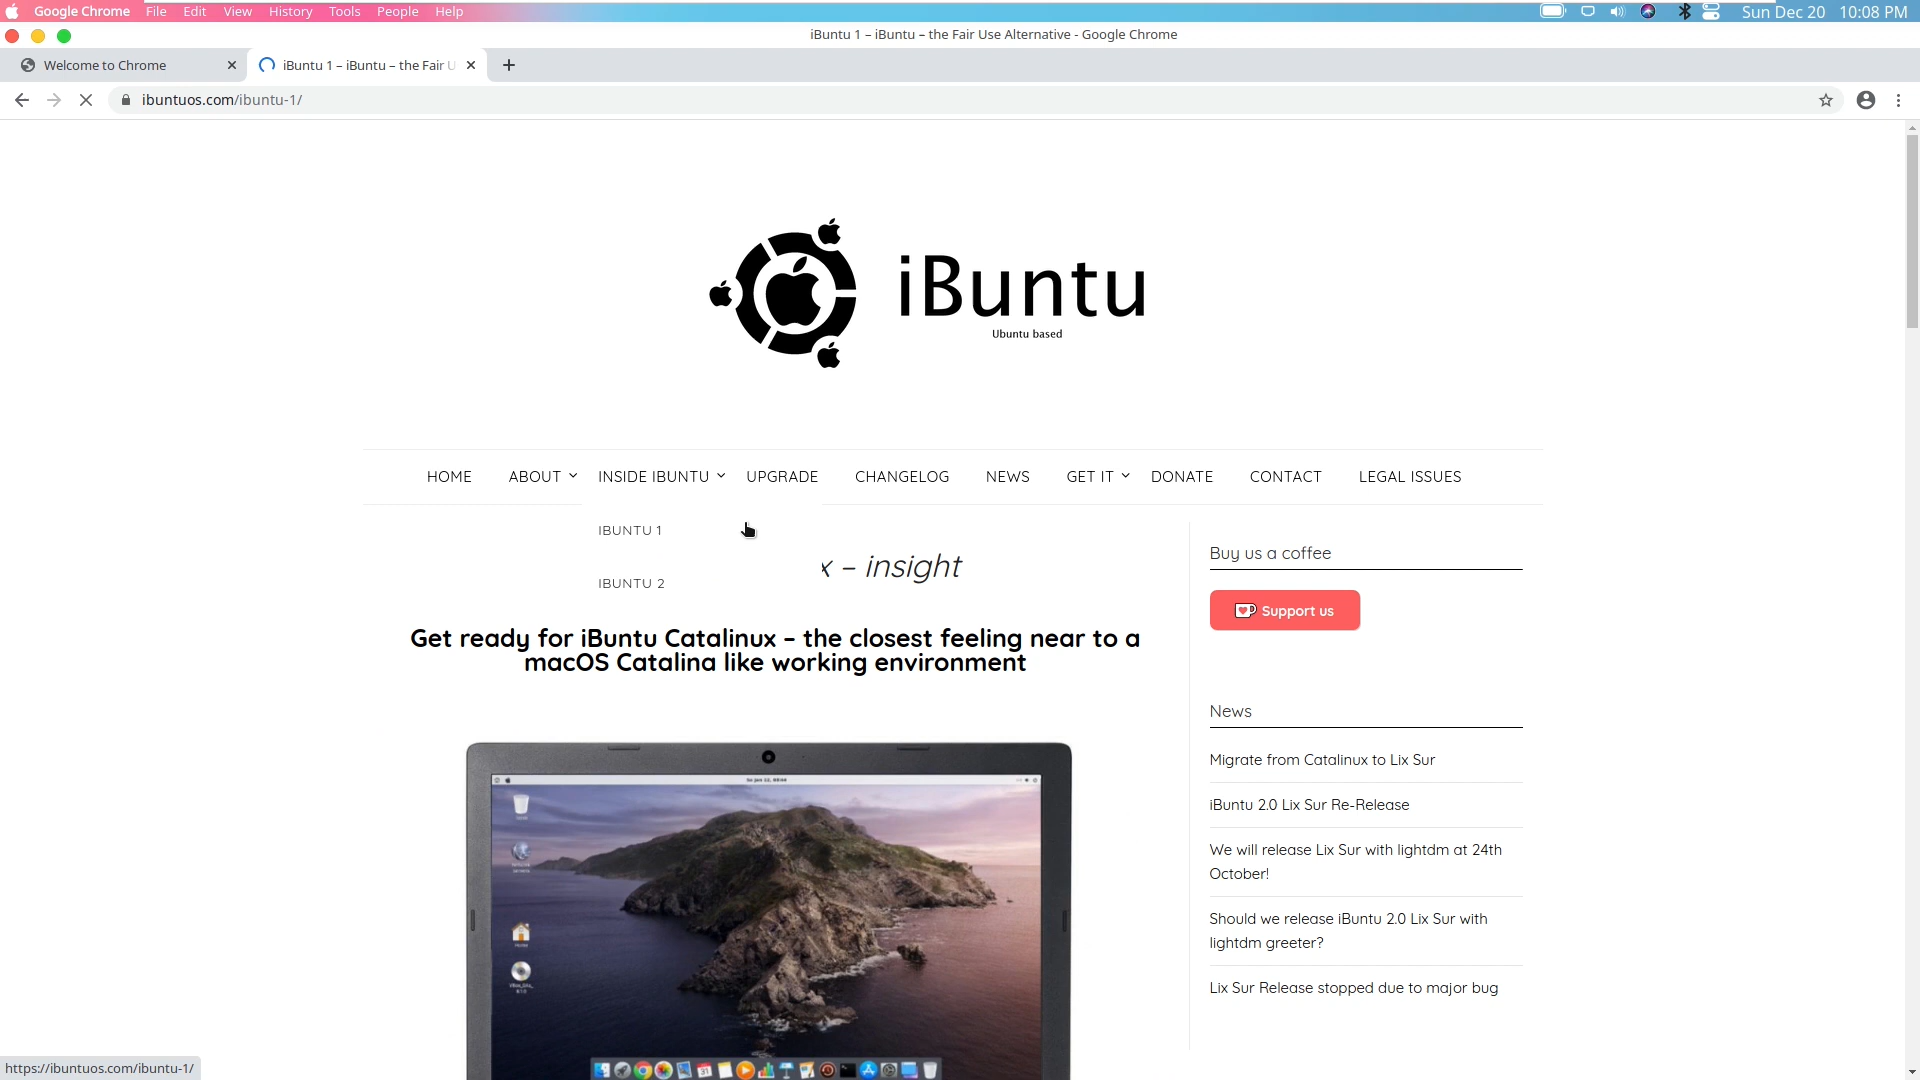 Google Chrome File Edit View History Tools People Help Sun Dec 20 10:08 PM
iBuntu 1 – iBuntu – the Fair Use Alternative - Google Chrome
Welcome to Chrome iBuntu 1 – iBuntu – the Fair U
ibuntuos.com/ibuntu-1/
iBuntu
Ubuntu based
HOME ABOUT INSIDE IBUNTU UPGRADE CHANGELOG NEWS GET IT DONATE CONTACT LEGAL ISSUES
IBUNTU 1
IBUNTU 2
x – insight
Get ready for iBuntu Catalinux – the closest feeling near to a
macOS Catalina like working environment
Buy us a coffee
Support us
News
Migrate from Catalinux to Lix Sur
iBuntu 2.0 Lix Sur Re-Release
We will release Lix Sur with lightdm at 24th
October!
Should we release iBuntu 2.0 Lix Sur with
lightdm greeter?
Lix Sur Release stopped due to major bug
https://ibuntuos.com/ibuntu-1/